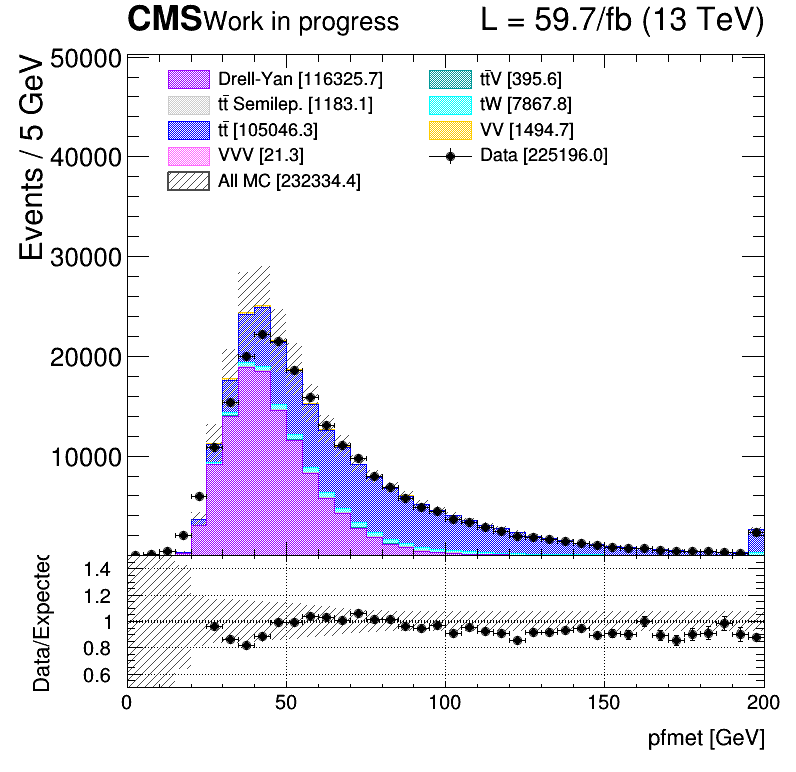 CMS Work in progress L = 59.7/fb (13 TeV)
Events / 5 GeV
50000
40000
30000
20000
10000
Drell-Yan [116325.7]
tt̄ Semilep. [1183.1]
tt̄ [105046.3]
VVV [21.3]
All MC [232334.4]
tt̄V [395.6]
tW [7867.8]
VV [1494.7]
Data [225196.0]
Data/Expected
1.4
1.2
1
0.8
0.6
0 50 100 150 200
pfmet [GeV]